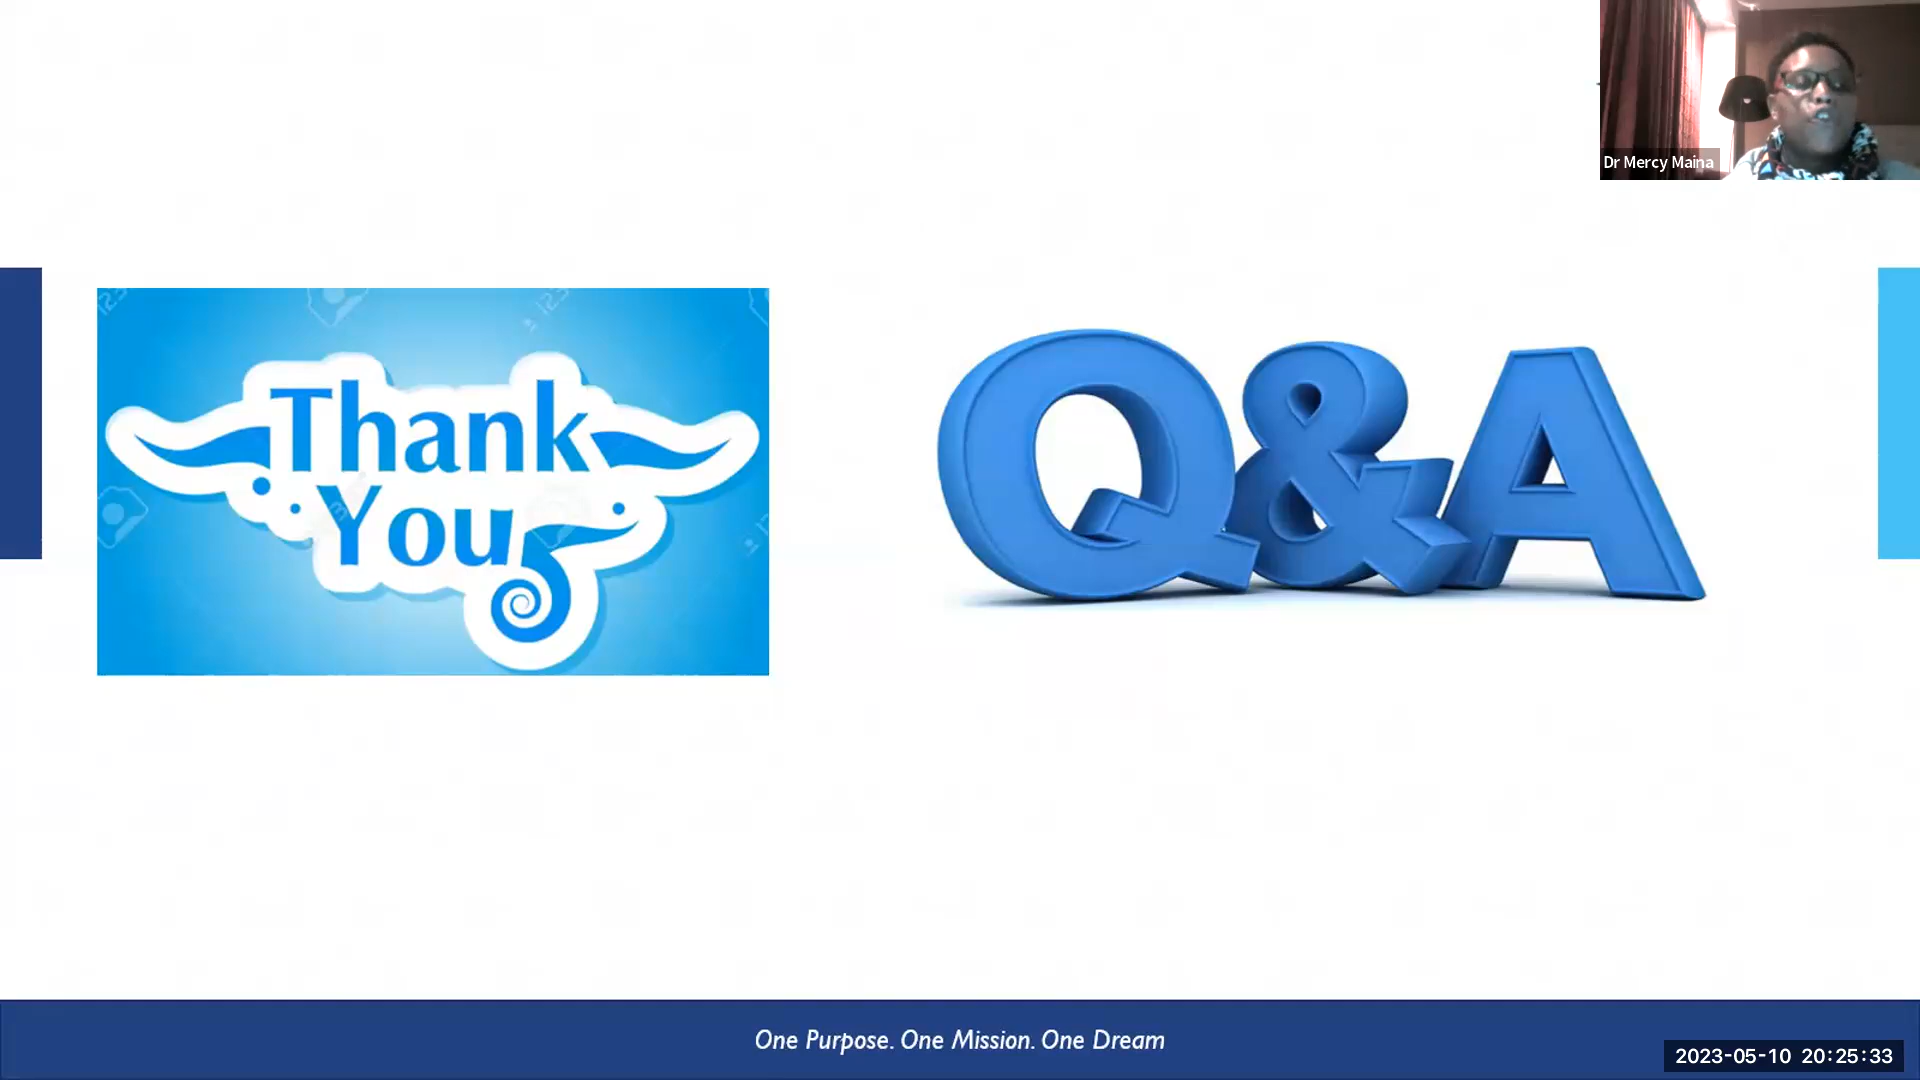 Dr Mercy Maina
Thank
You
Q&A
One Purpose. One Mission. One Dream
2023-05-10 20:25:33